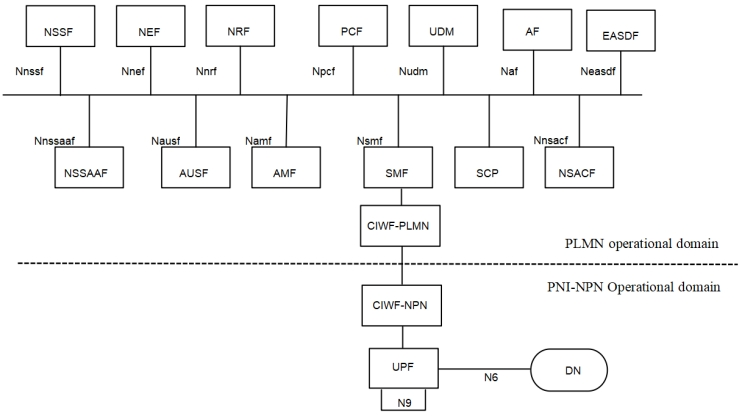 NSSF
NEF
NRF
PCF
UDM
AF
EASDF
Nnssf
Nnef
Nnrf
Npcf
Nudm
Naf
Neasdf
Nnssaaf
Nausf
Namf
Nsmf
Nnsacf
NSSAAF
AUSF
AMF
SMF
SCP
NSACF
CIWF-PLMN
PLMN operational domain
PNI-NPN Operational domain
CIWF-NPN
UPF
N6
DN
N9